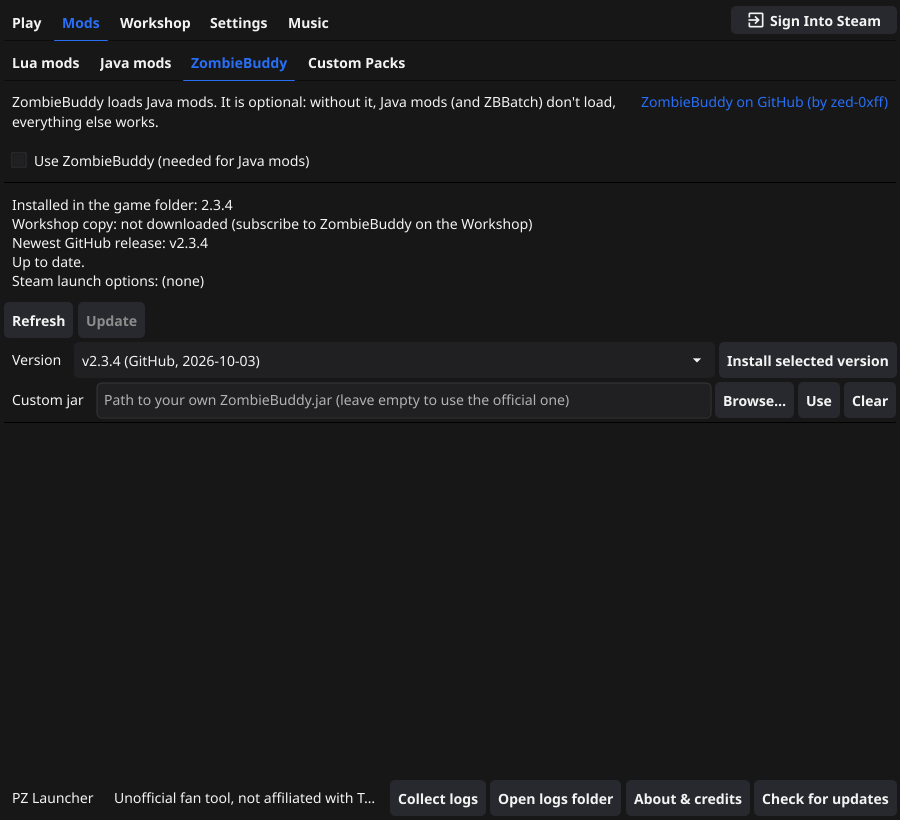 Play Mods Workshop Settings Music Sign Into Steam
Lua mods Java mods ZombieBuddy Custom Packs
ZombieBuddy loads Java mods. It is optional: without it, Java mods (and ZBBatch) don't load, everything else works.
ZombieBuddy on GitHub (by zed-0xff)
Use ZombieBuddy (needed for Java mods)
Installed in the game folder: 2.3.4
Workshop copy: not downloaded (subscribe to ZombieBuddy on the Workshop)
Newest GitHub release: v2.3.4
Up to date.
Steam launch options: (none)
Refresh Update
Version v2.3.4 (GitHub, 2026-10-03) Install selected version
Custom jar Path to your own ZombieBuddy.jar (leave empty to use the official one) Browse... Use Clear
PZ Launcher Unofficial fan tool, not affiliated with T... Collect logs Open logs folder About & credits Check for updates